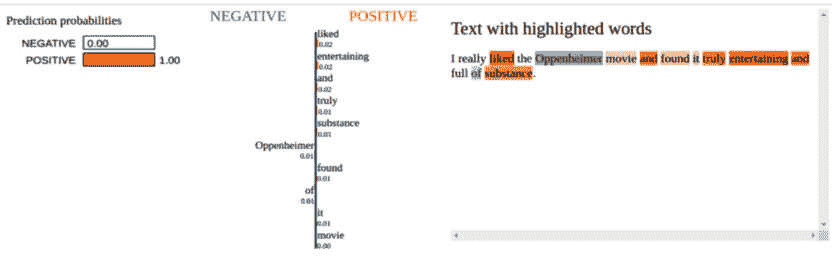 Prediction probabilities
NEGATIVE 0.00
POSITIVE 1.00
NEGATIVE POSITIVE
liked
0.02
entertaining
0.02
and
0.02
truly
0.01
substance
0.01
Oppenheimer
0.01
found
0.01
of
0.01
it
0.01
movie
0.00
Text with highlighted words
I really liked the Oppenheimer movie and found it truly entertaining and
full of substance.